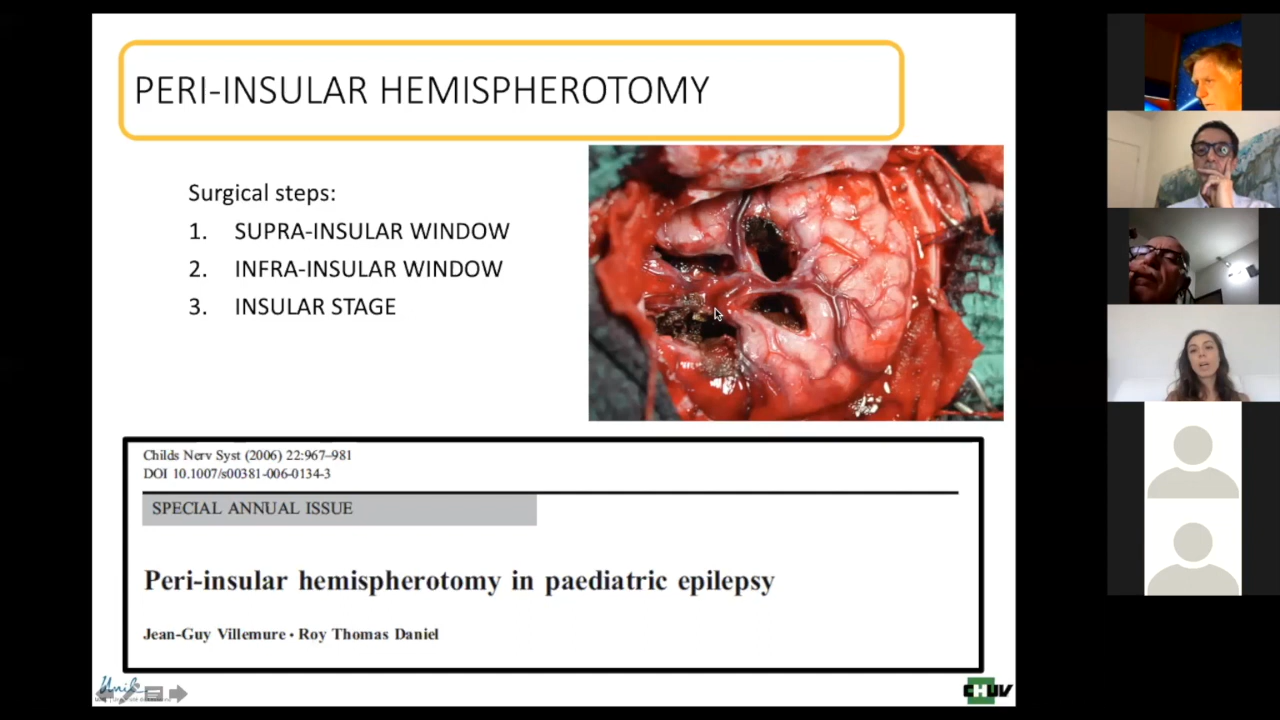 PERI-INSULAR HEMISPHEROTOMY
Surgical steps:
1. SUPRA-INSULAR WINDOW
2. INFRA-INSULAR WINDOW
3. INSULAR STAGE
Childs Nerv Syst (2006) 22:967–981
DOI 10.1007/s00381-006-0134-3
SPECIAL ANNUAL ISSUE
Peri-insular hemispherotomy in paediatric epilepsy
Jean-Guy Villemure • Roy Thomas Daniel
CHUV